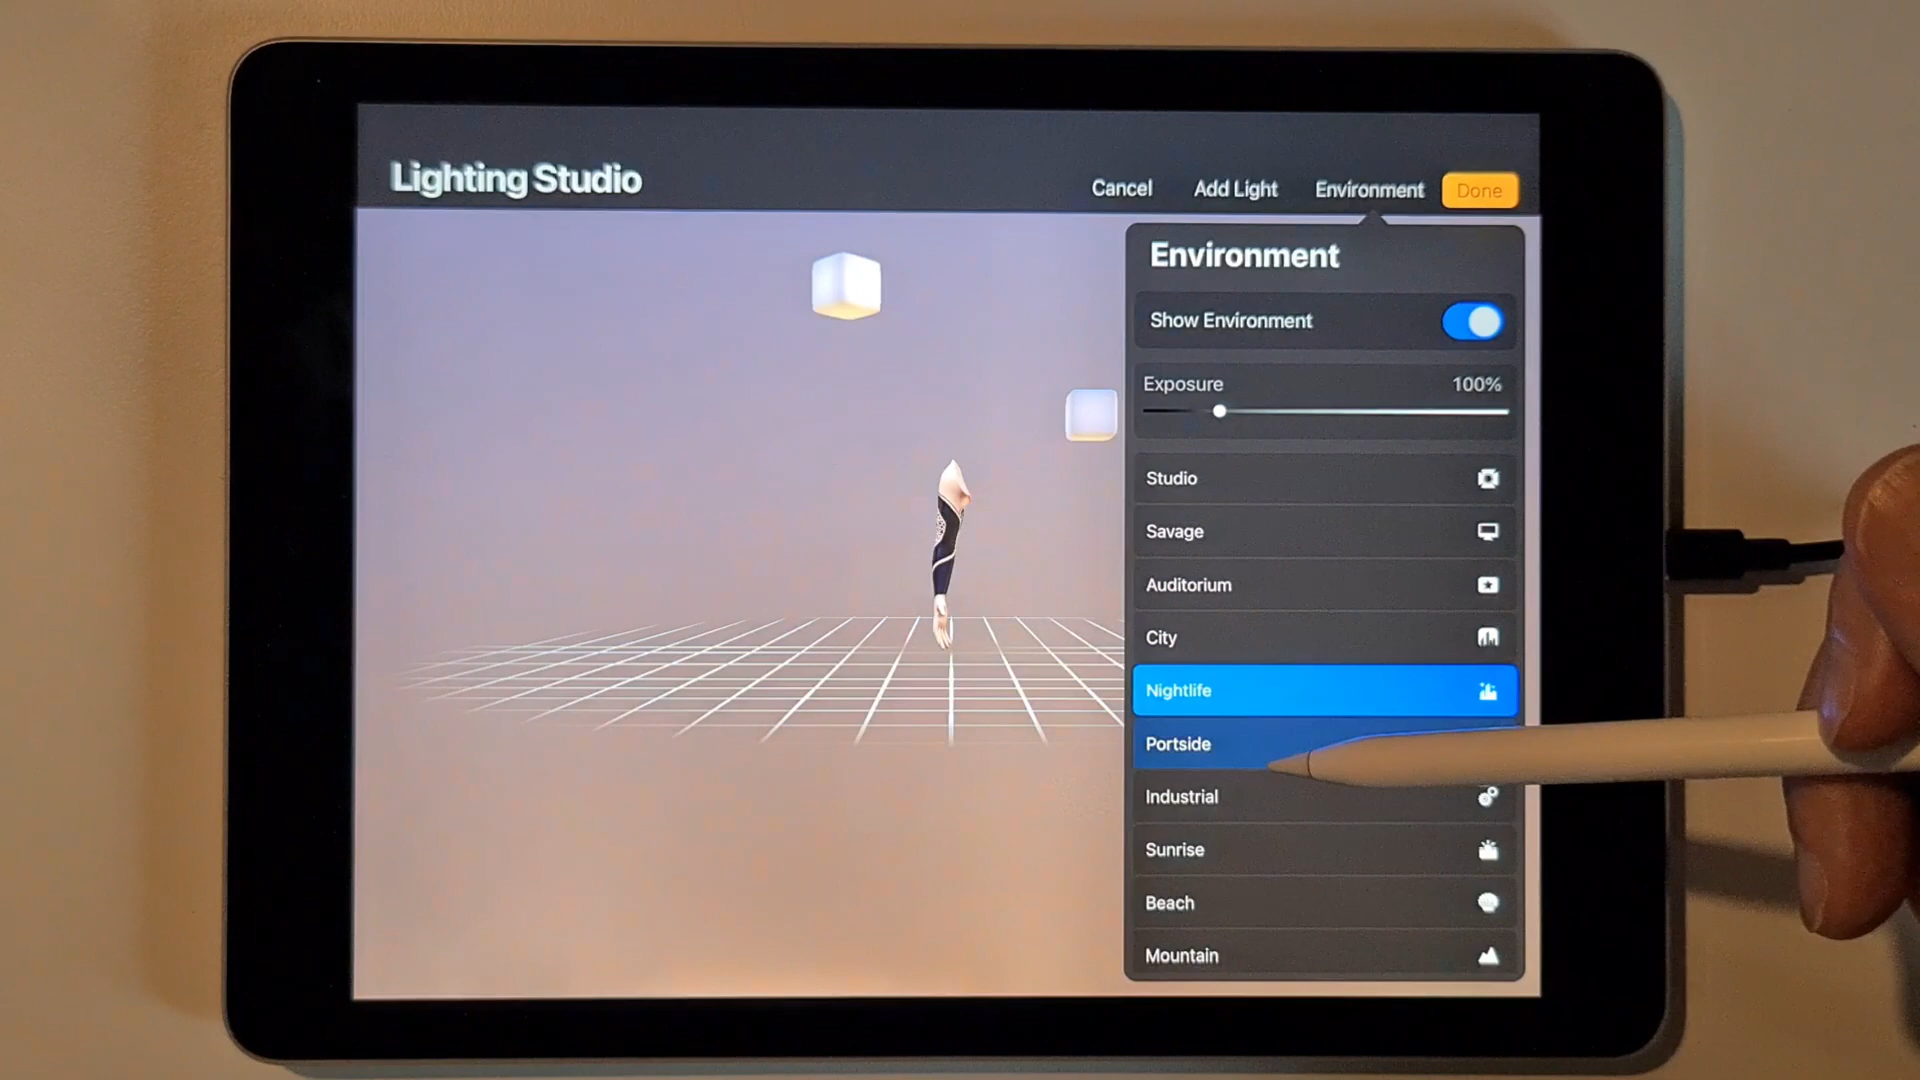 Lighting Studio
Cancel
Add Light
Environment
Done
Environment
Show Environment
Exposure
100%
Studio
Savage
Auditorium
City
Nightlife
Portside
Industrial
Sunrise
Beach
Mountain